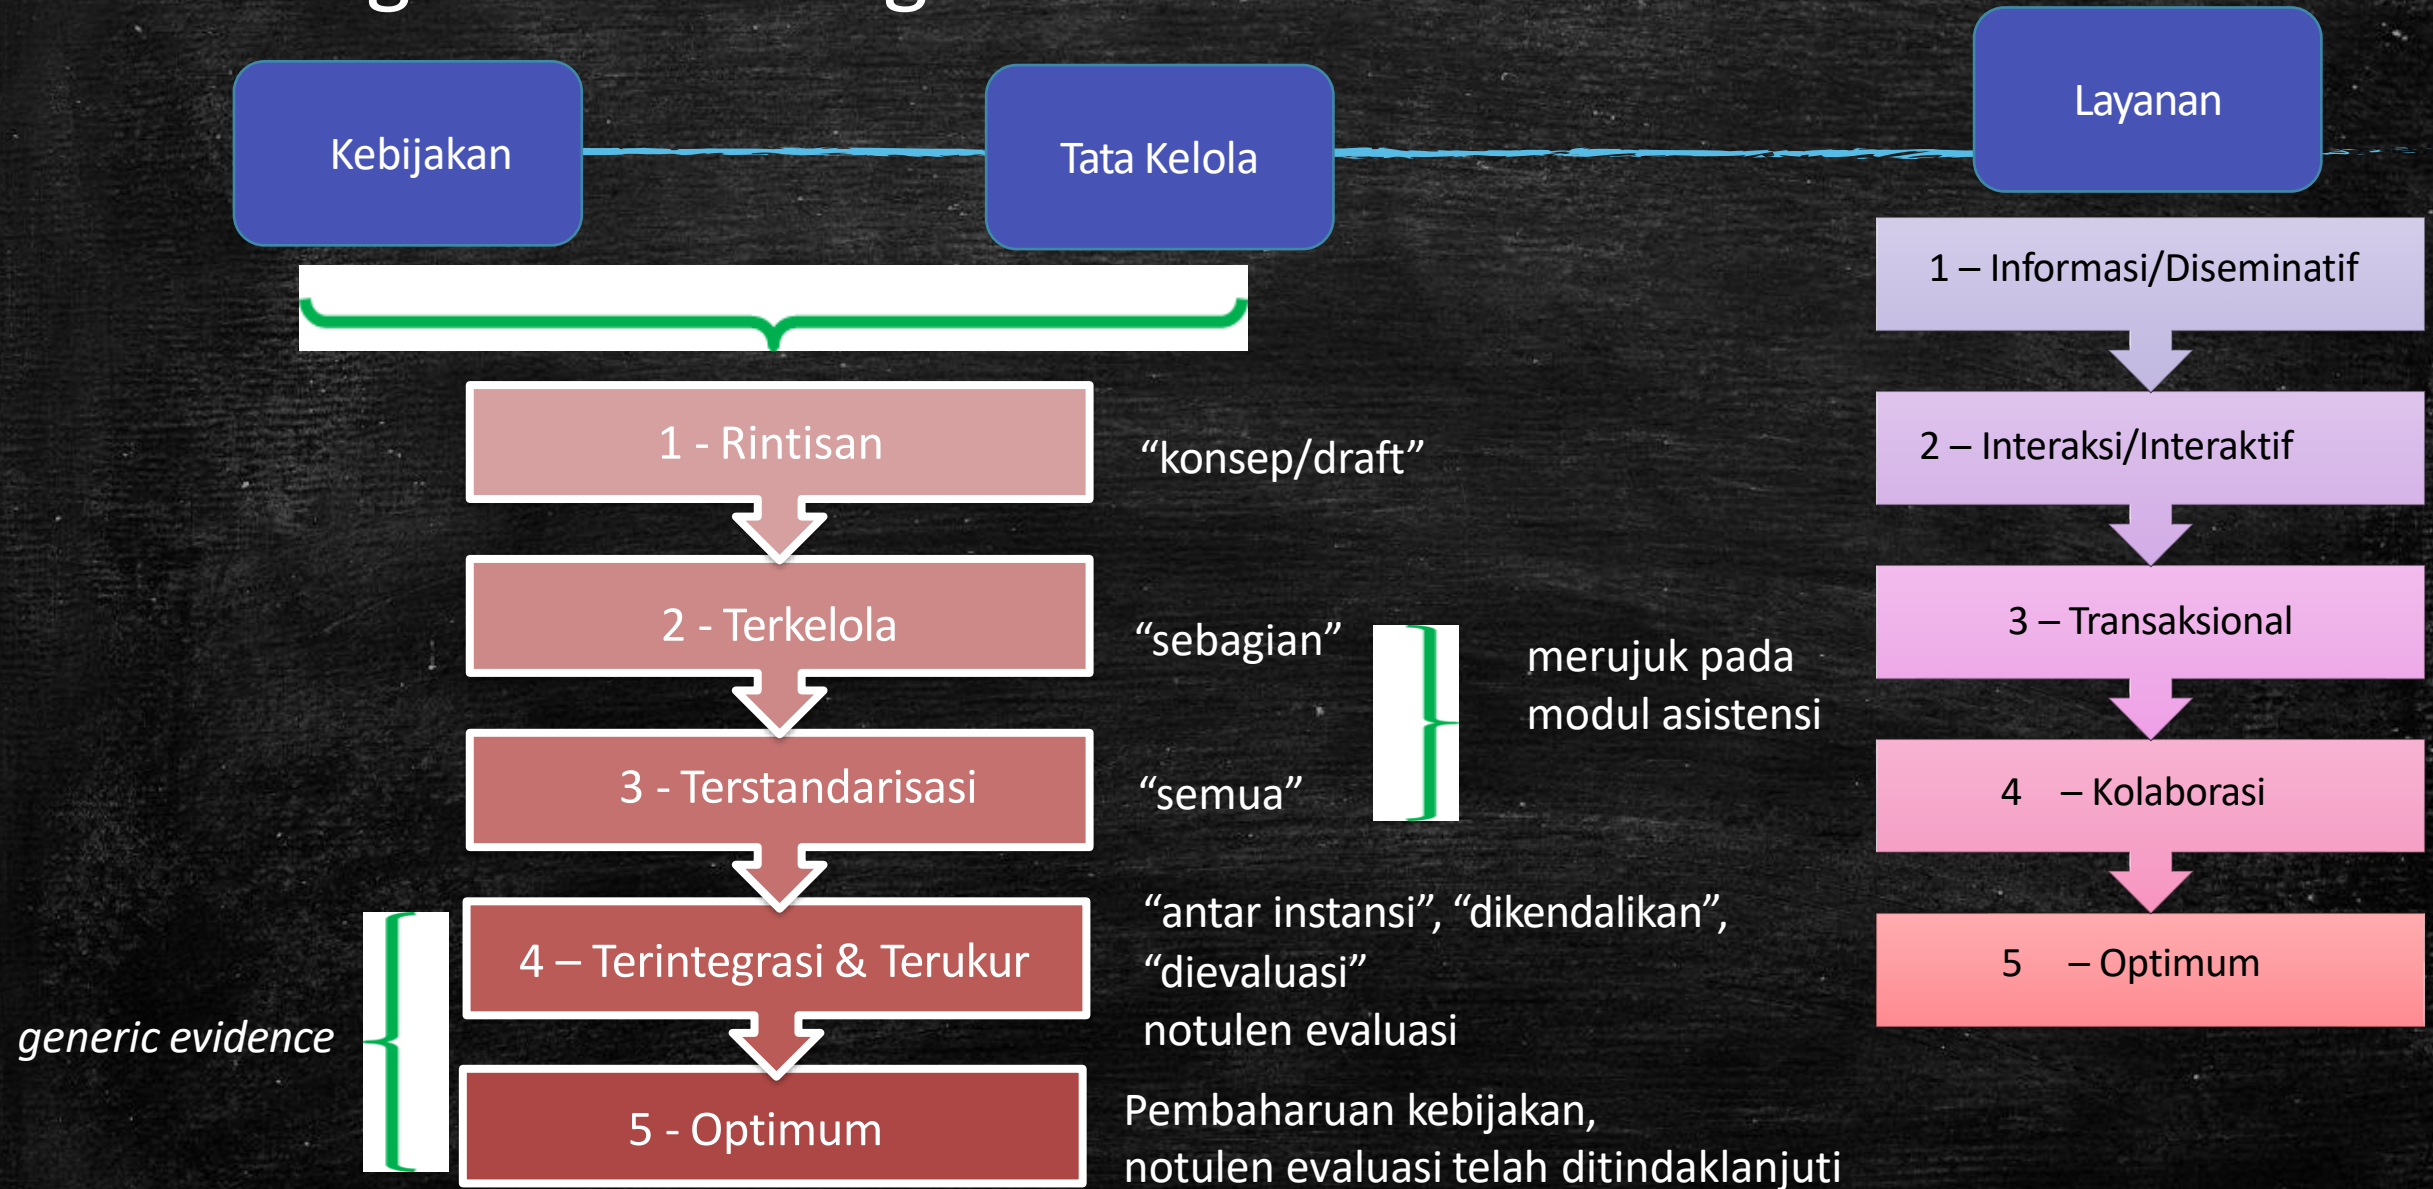 Kebijakan
Tata Kelola
Layanan
1 - Rintisan
“konsep/draft”
2 - Terkelola
“sebagian”
3 - Terstandarisasi
“semua”
merujuk pada
modul asistensi
4 – Terintegrasi & Terukur
“antar instansi”, “dikendalikan”,
“dievaluasi”
notulen evaluasi
generic evidence
5 - Optimum
Pembaharuan kebijakan,
notulen evaluasi telah ditindaklanjuti
1 – Informasi/Diseminatif
2 – Interaksi/Interaktif
3 – Transaksional
4 – Kolaborasi
5 – Optimum